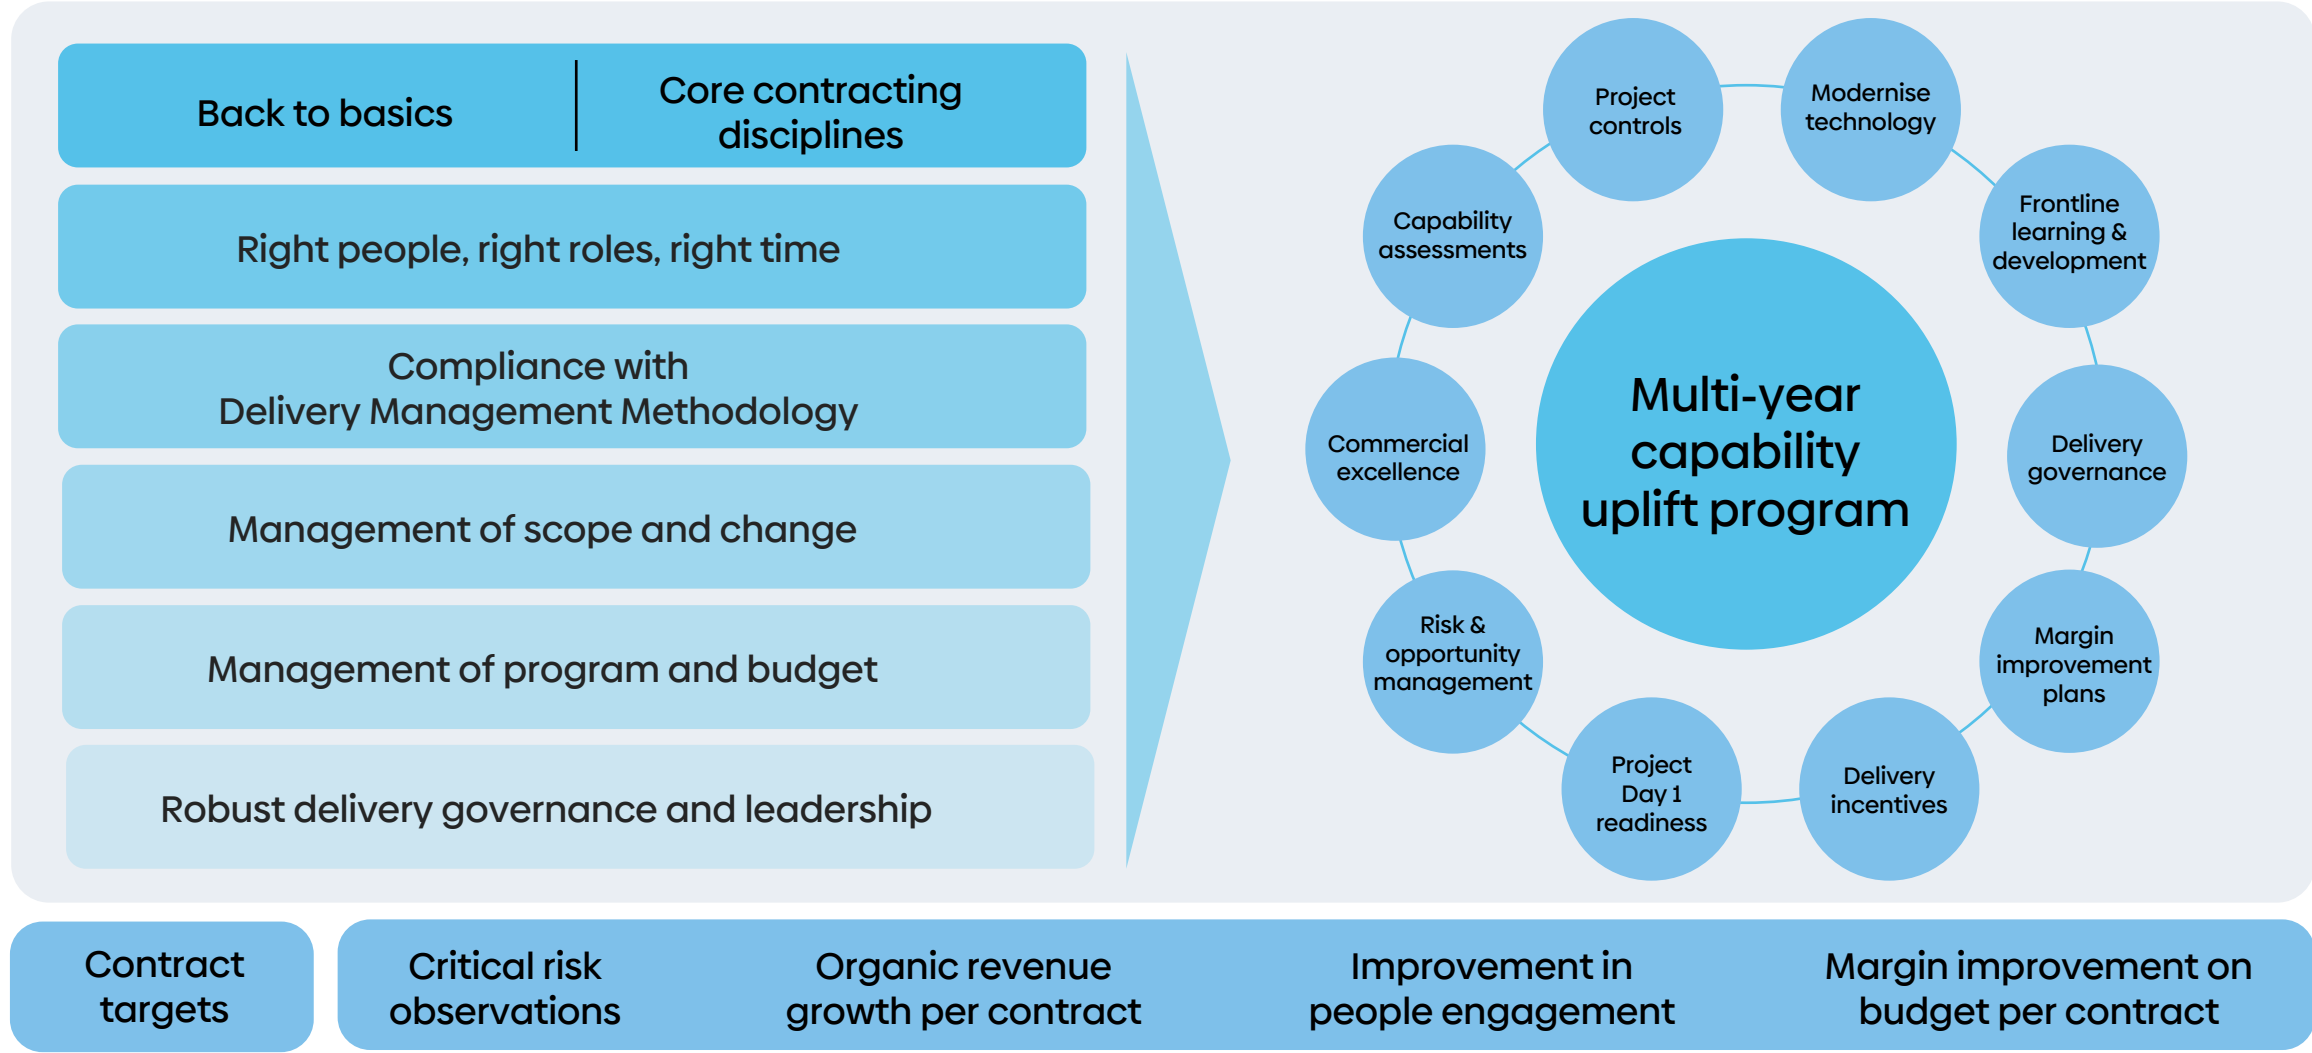 Back to basics
Core contracting
disciplines
Right people, right roles, right time
Compliance with
Delivery Management Methodology
Management of scope and change
Management of program and budget
Robust delivery governance and leadership
Project
controls
Modernise
technology
Frontline
learning &
development
Delivery
governance
Margin
improvement
plans
Delivery
incentives
Project
Day 1
readiness
Risk &
opportunity
management
Commercial
excellence
Capability
assessments
Multi-year
capability
uplift program
Contract
targets
Critical risk
observations
Organic revenue
growth per contract
Improvement in
people engagement
Margin improvement on
budget per contract